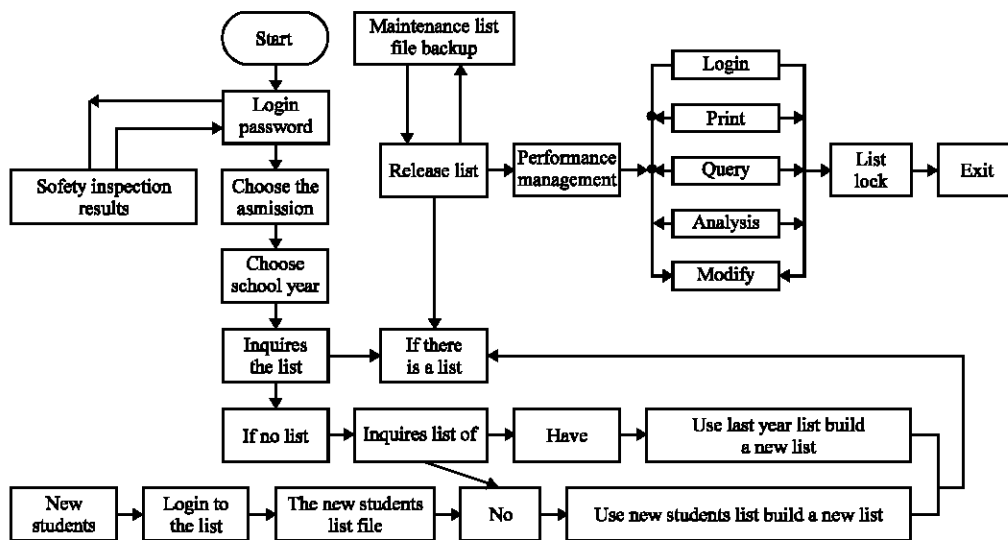 Start
Maintenance list
file backup
Login
password
Safety inspection
results
Choose the
asmission
Choose
school year
Release list
Performance
management
Login
Print
Query
Analysis
Modify
List
lock
Exit
Inquires
the list
If there
is a list
If no list
Inquires list of
Have
Use last year list build
a new list
New
students
Login to
the list
The new students
list file
No
Use new students list build a new list